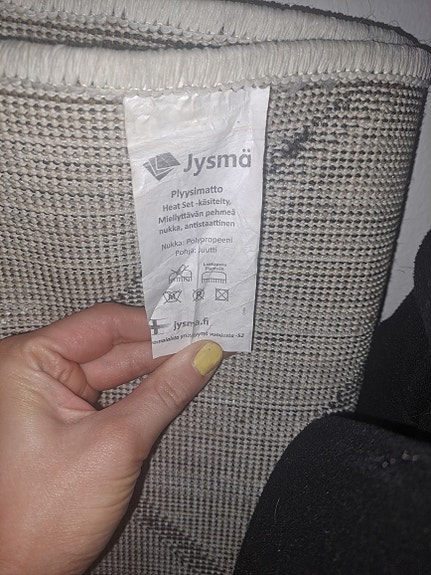 Jysmä
Plyysimatto
Heat Set -käsitelty,
Miellyttävän pehmeä
nukka, antistaattinen
Nukka: Polypropeeni
Pohja: Juutti
jysma.fi